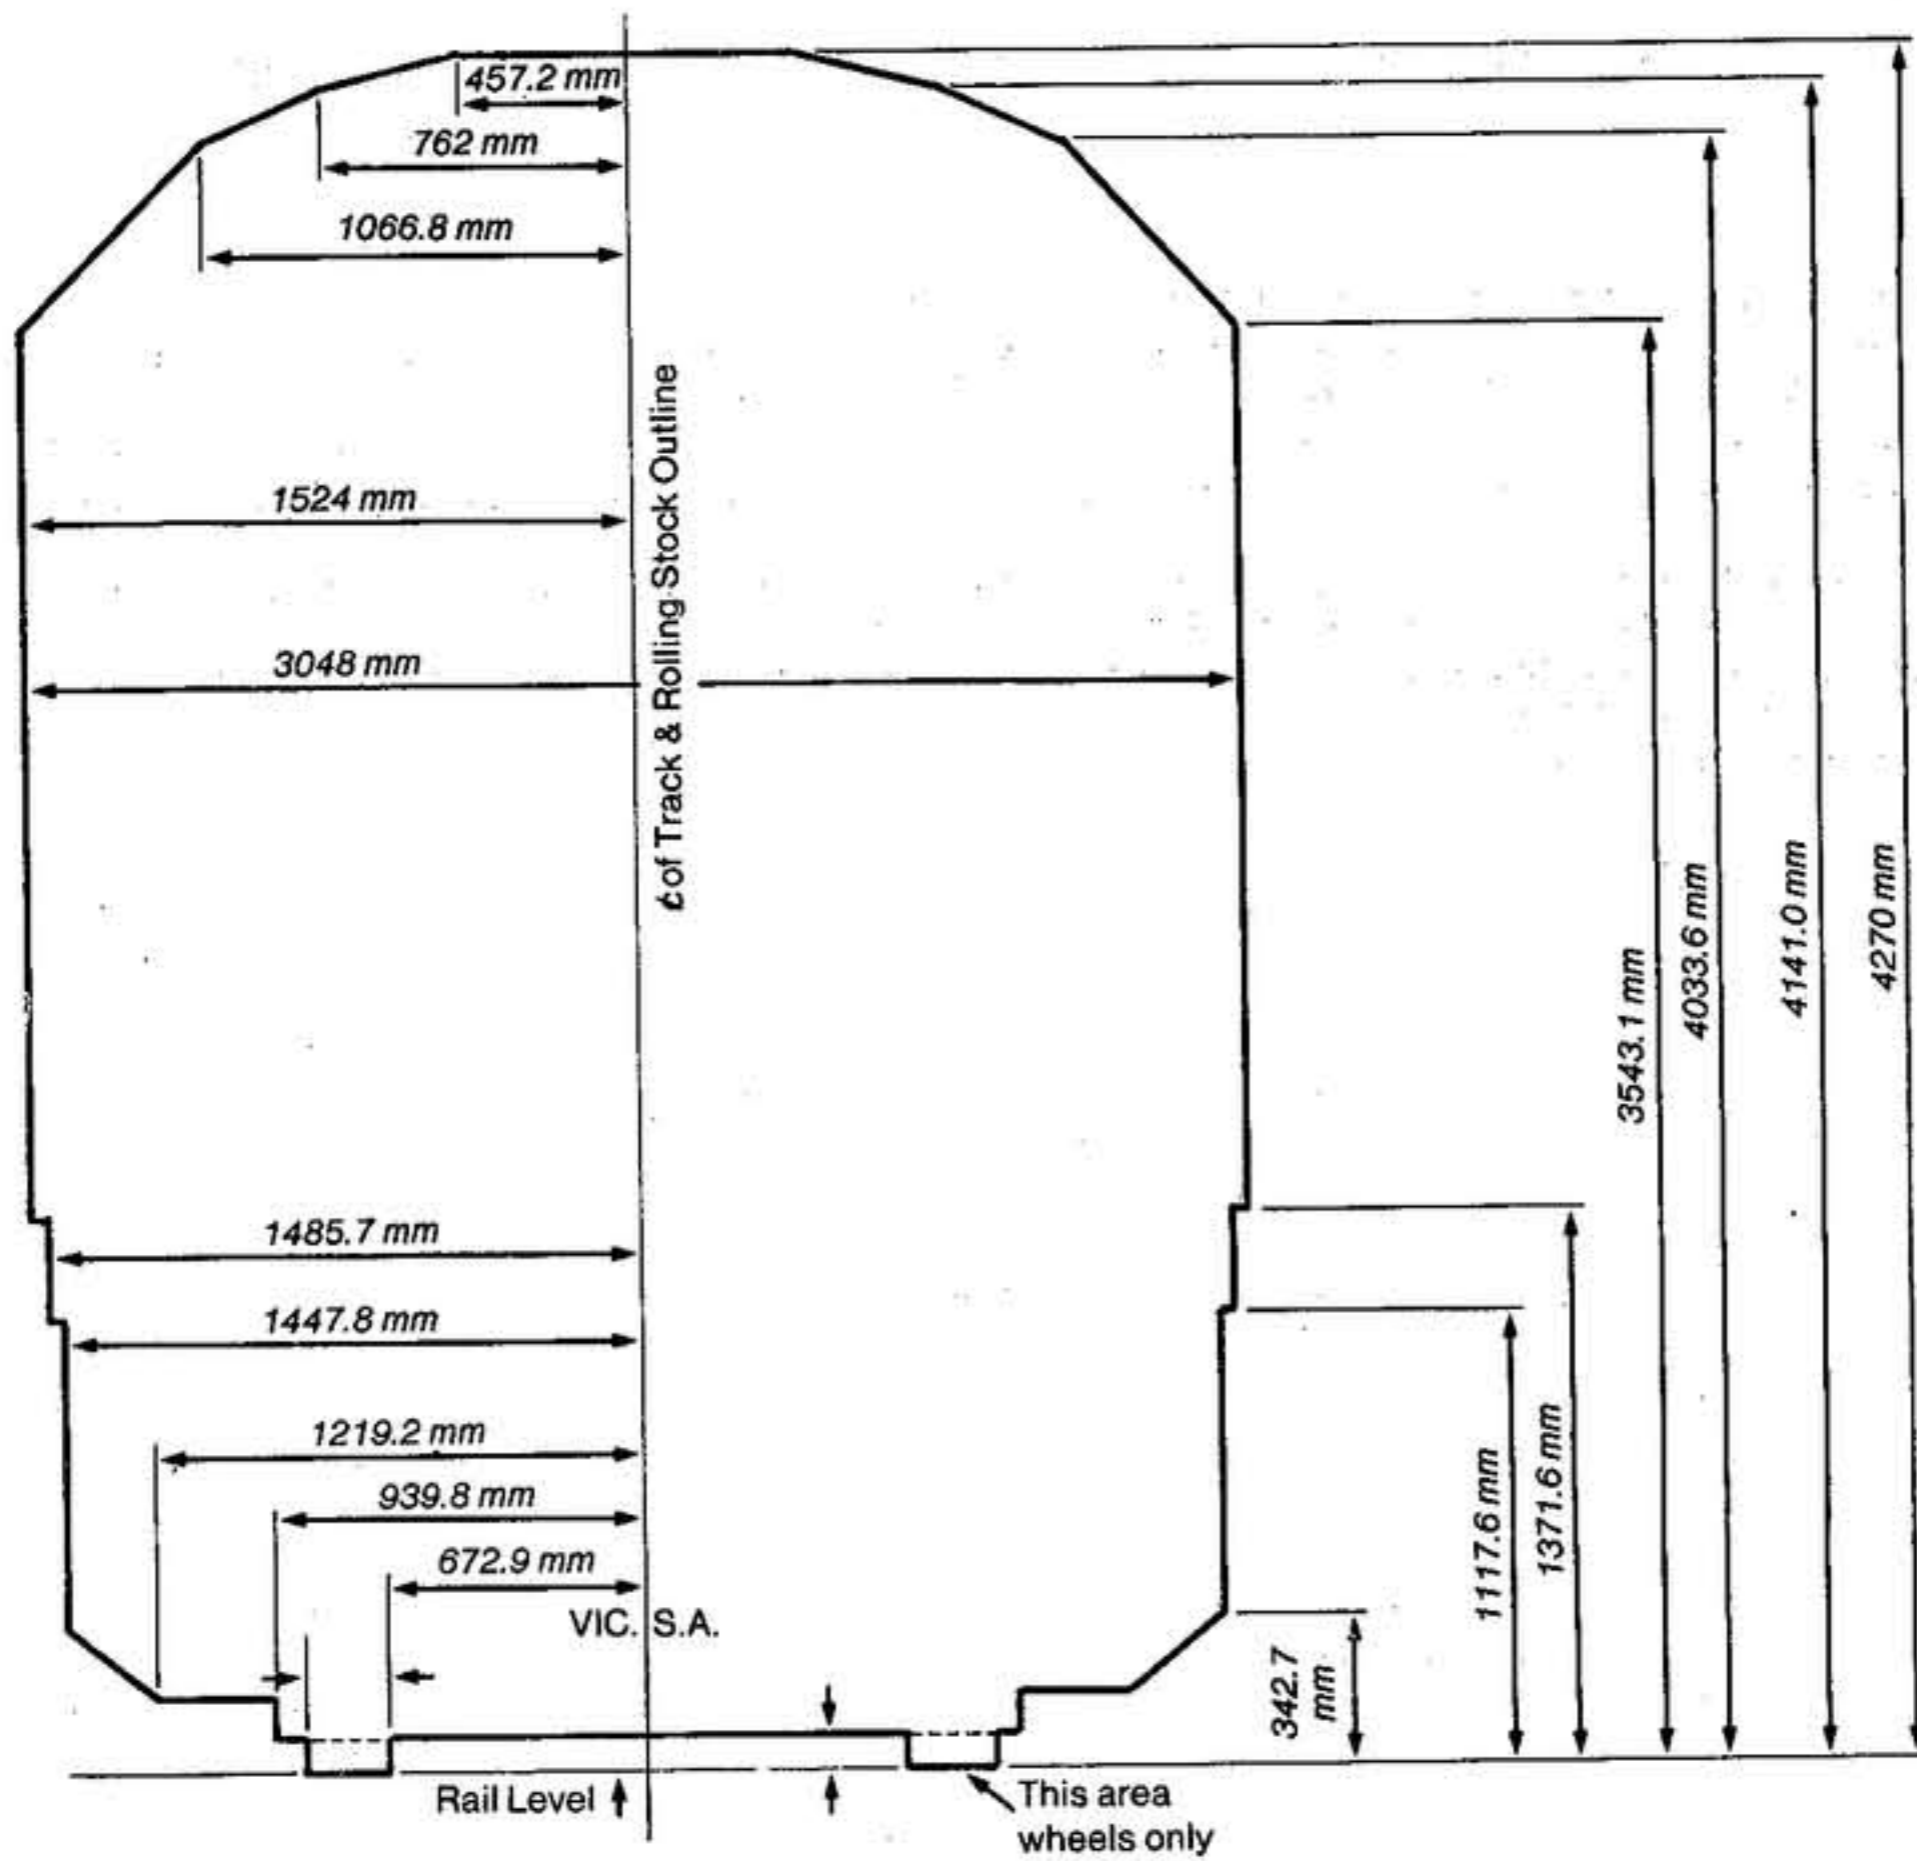 457.2 mm
762 mm
1066.8 mm
1524 mm
3048 mm
℄ of Track & Rolling Stock Outline
1485.7 mm
1447.8 mm
1219.2 mm
939.8 mm
672.9 mm
VIC. S.A.
342.7
mm
1117.6 mm
1371.6 mm
3543.1 mm
4033.6 mm
4141.0 mm
4270 mm
Rail Level
This area
wheels only